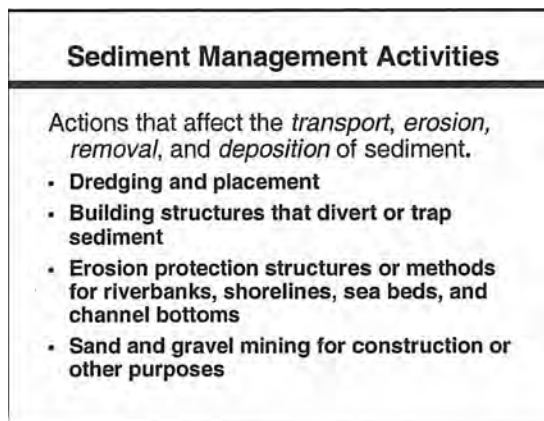 Sediment Management Activities
Actions that affect the transport, erosion,
removal, and deposition of sediment.
▪ Dredging and placement
▪ Building structures that divert or trap
sediment
▪ Erosion protection structures or methods
for riverbanks, shorelines, sea beds, and
channel bottoms
▪ Sand and gravel mining for construction or
other purposes